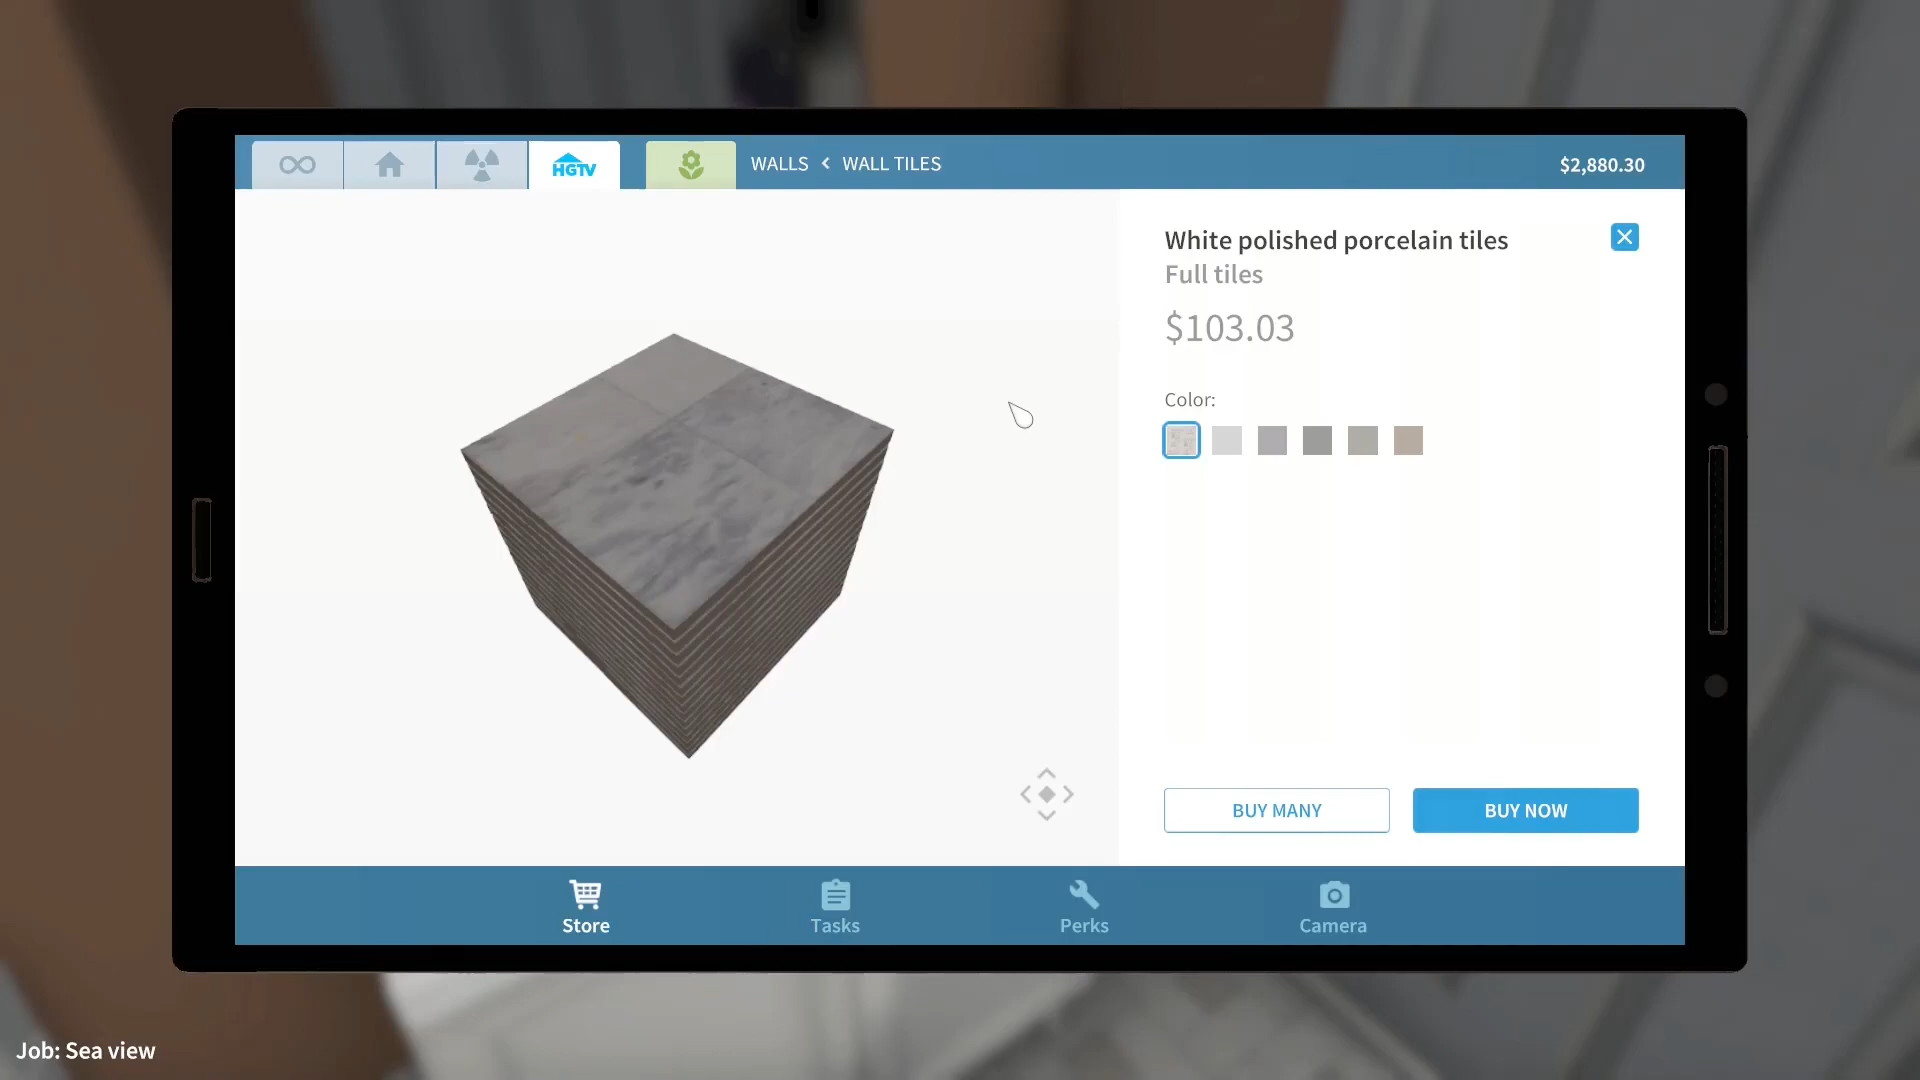 HGTV
WALLS < WALL TILES
$2,880.30
White polished porcelain tiles
Full tiles
$103.03
Color:
BUY MANY
BUY NOW
Store
Tasks
Perks
Camera
Job: Sea view